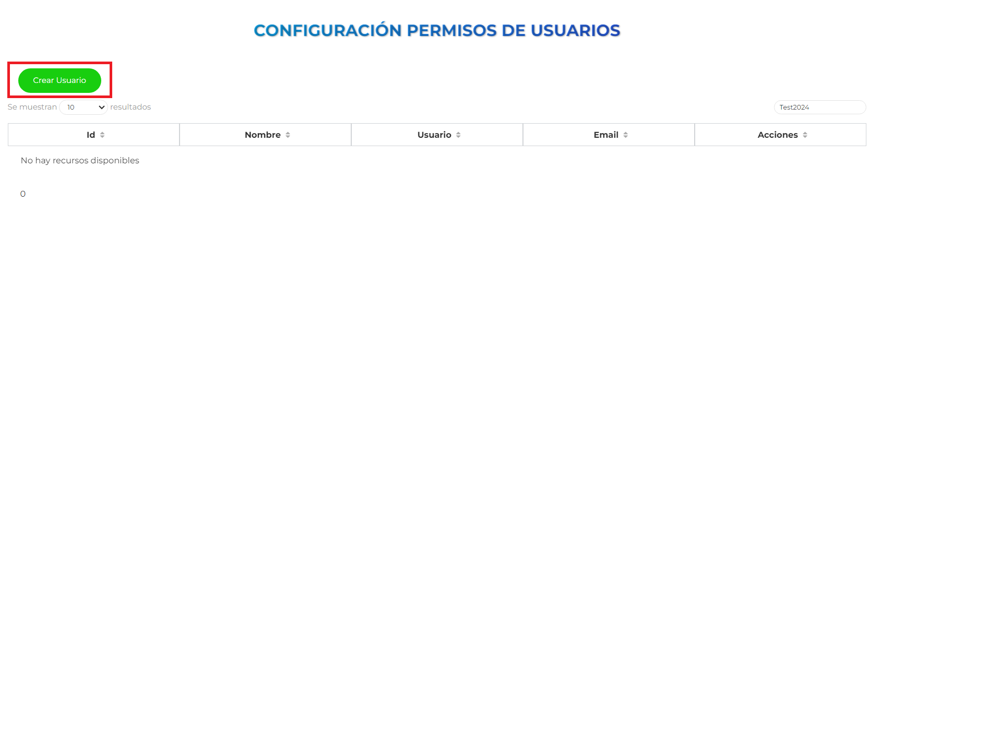 CONFIGURACIÓN PERMISOS DE USUARIOS
Crear Usuario
Se muestran 10 resultados
Test2024
Id Nombre Usuario Email Acciones
No hay recursos disponibles
0